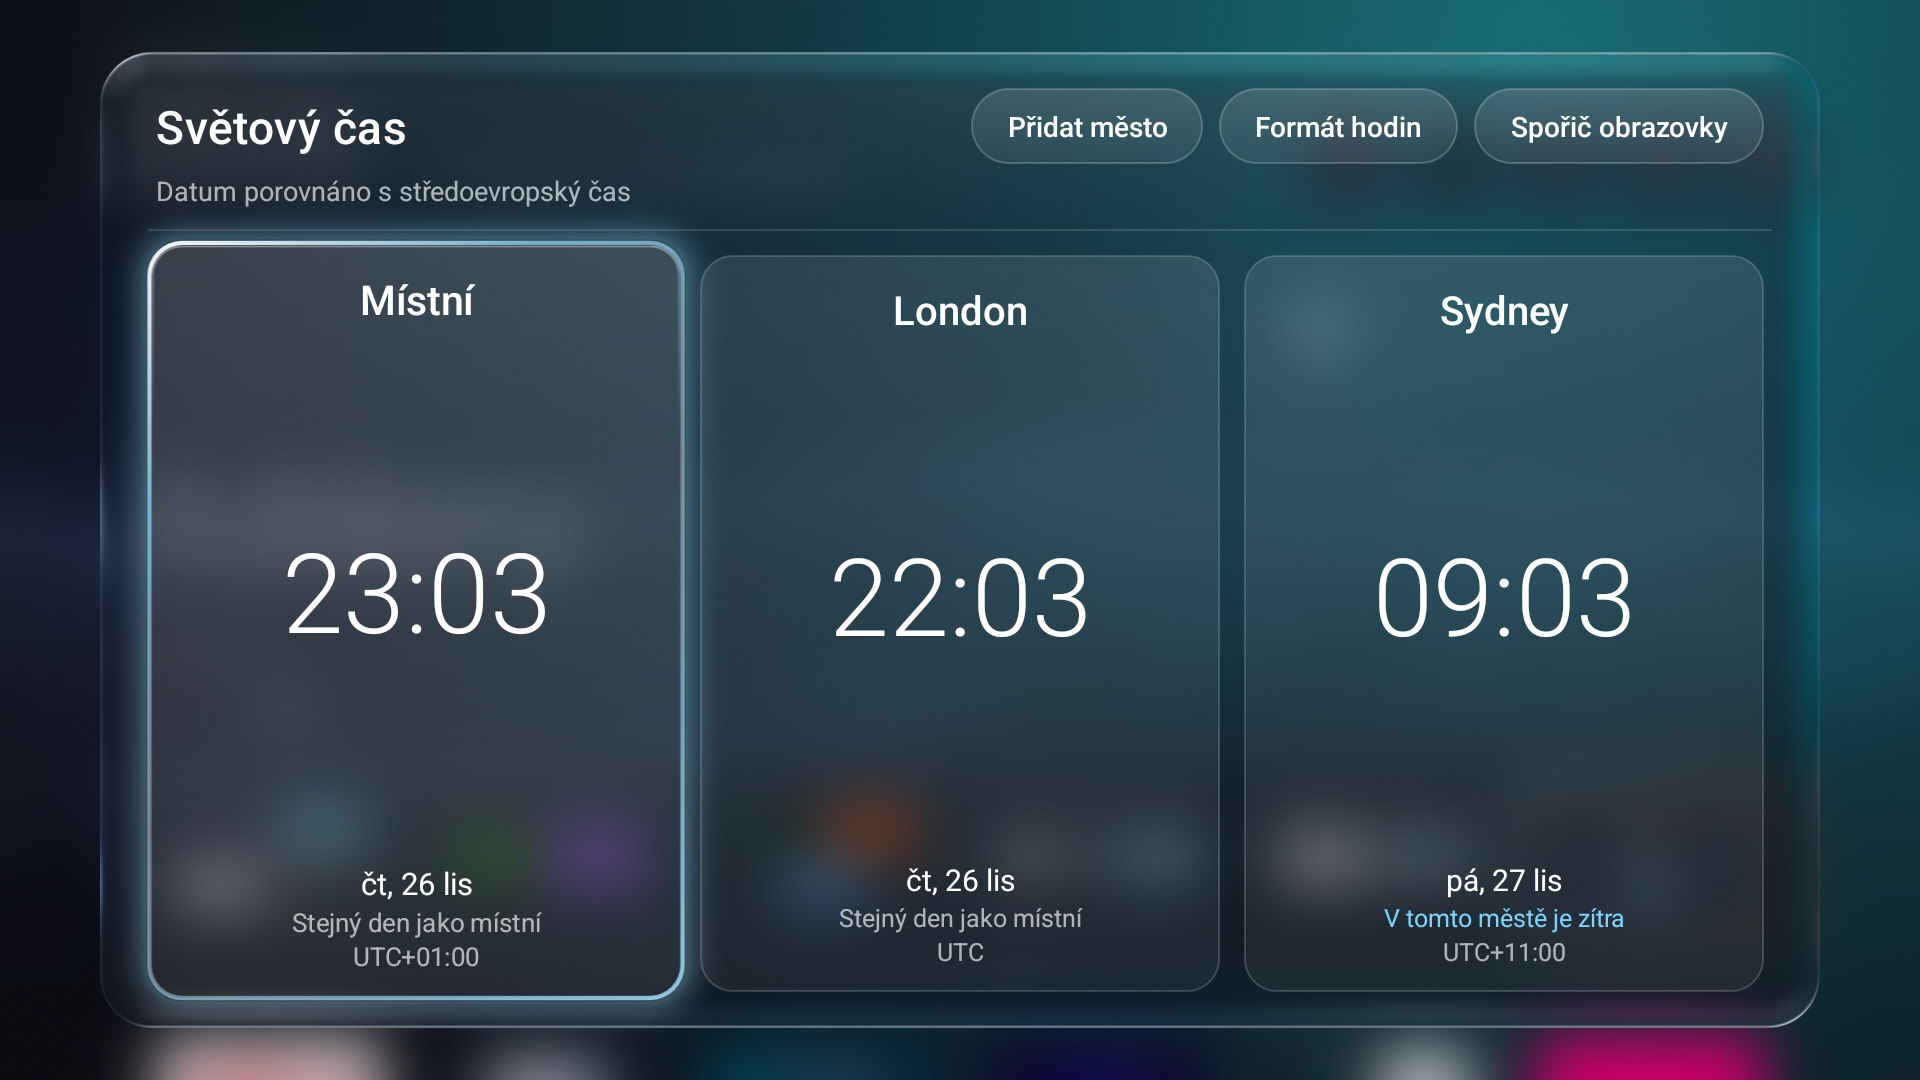 Světový čas
Přidat město
Formát hodin
Spořič obrazovky
Datum porovnáno s středoevropský čas
Místní
23:03
čt, 26 lis
Stejný den jako místní
UTC+01:00
London
22:03
čt, 26 lis
Stejný den jako místní
UTC
Sydney
09:03
pá, 27 lis
V tomto městě je zítra
UTC+11:00